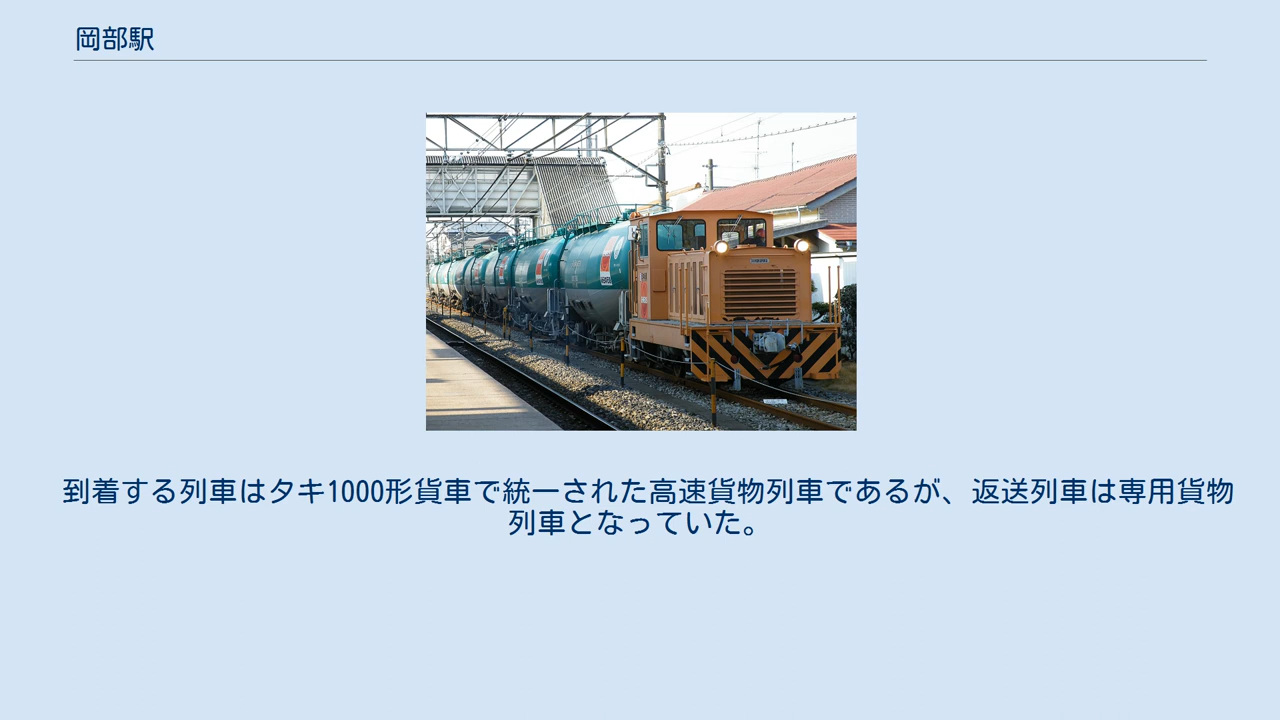 岡部駅
到着する列車はタキ1000形貨車で統一された高速貨物列車であるが、返送列車は専用貨物
列車となっていた。